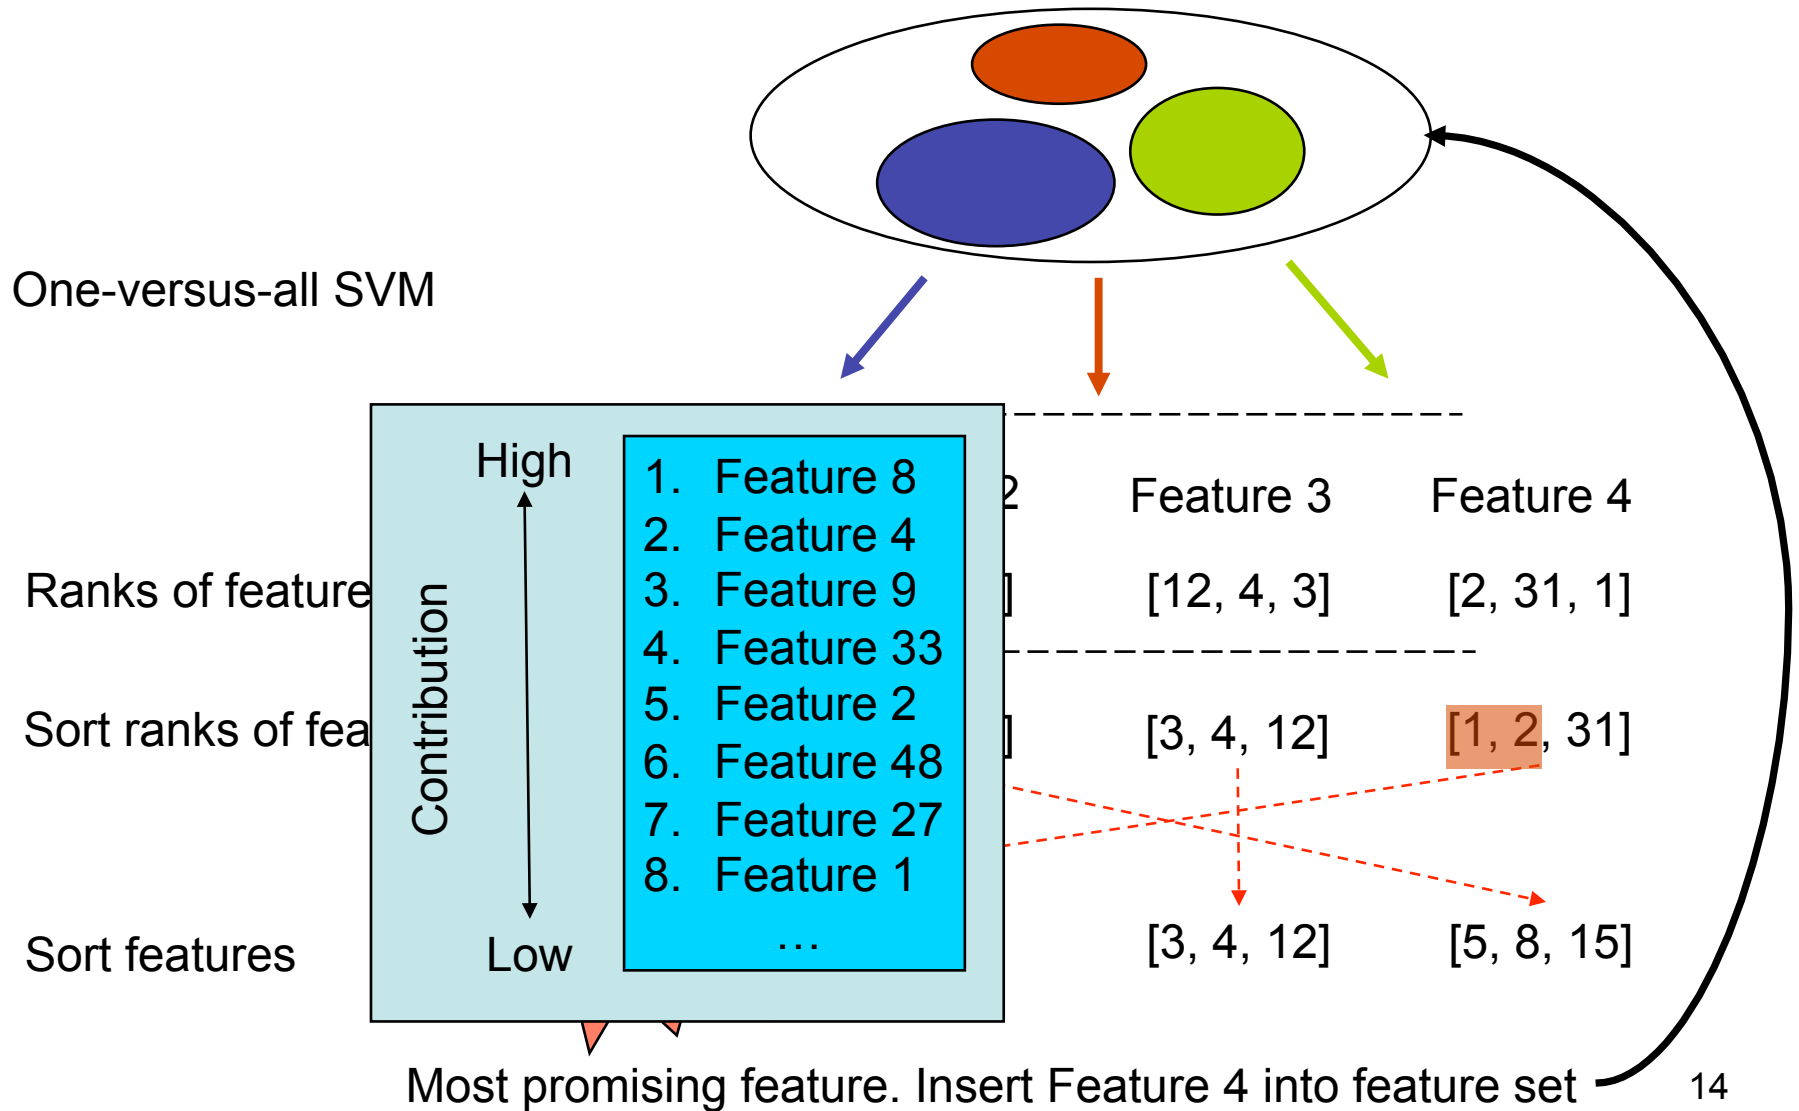 One-versus-all SVM
High
1. Feature 8
2. Feature 4
3. Feature 9
4. Feature 33
5. Feature 2
6. Feature 48
7. Feature 27
8. Feature 1
...
Low
Contribution
2 Feature 3 Feature 4
Ranks of feature ] [12, 4, 3] [2, 31, 1]
Sort ranks of fea ] [3, 4, 12] [1, 2, 31]
Sort features [3, 4, 12] [5, 8, 15]
Most promising feature. Insert Feature 4 into feature set
14